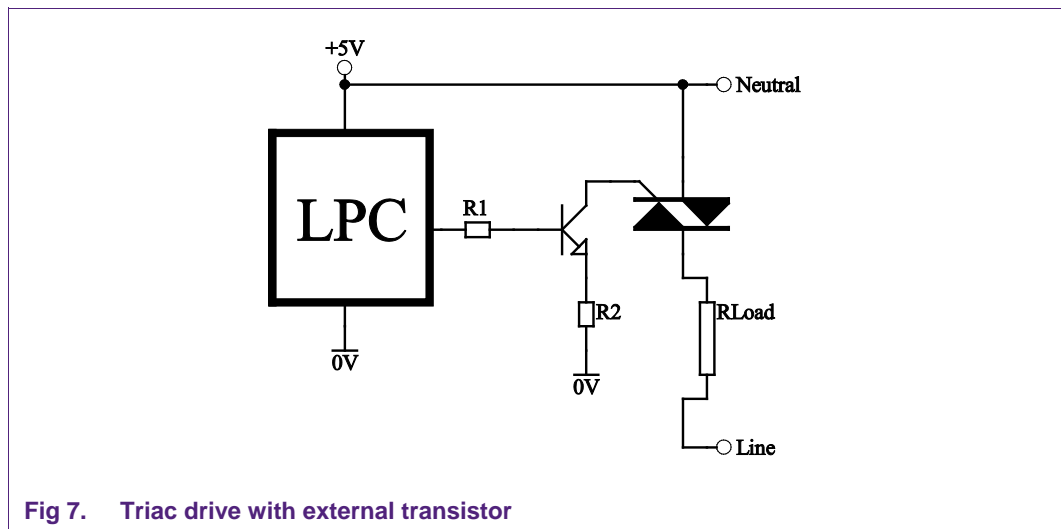 +5V
Neutral
LPC
R1
R2
RLoad
0V
0V
Line
Fig 7. Triac drive with external transistor